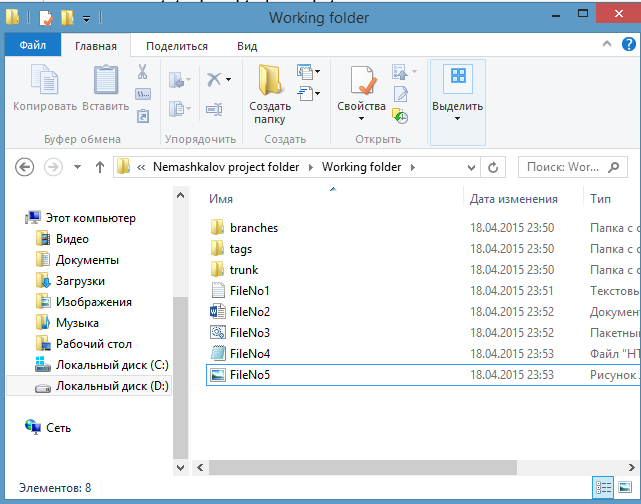 Working folder
Файл Главная Поделиться Вид
Копировать Вставить Создать папку Свойства Выделить
Буфер обмена Упорядочить Создать Открыть
« Nemashkalov project folder Working folder Поиск: Wor...
Имя Дата изменения Тип
Этот компьютер
Видео
Документы
Загрузки
Изображения
Музыка
Рабочий стол
Локальный диск (C:)
Локальный диск (D:)
Сеть
branches 18.04.2015 23:50 Папка с
tags 18.04.2015 23:50 Папка с
trunk 18.04.2015 23:50 Папка с
FileNo1 18.04.2015 23:51 Текстовы
FileNo2 18.04.2015 23:52 Докумен
FileNo3 18.04.2015 23:52 Пакетны
FileNo4 18.04.2015 23:53 Файл "HT
FileNo5 18.04.2015 23:53 Рисунок
Элементов: 8